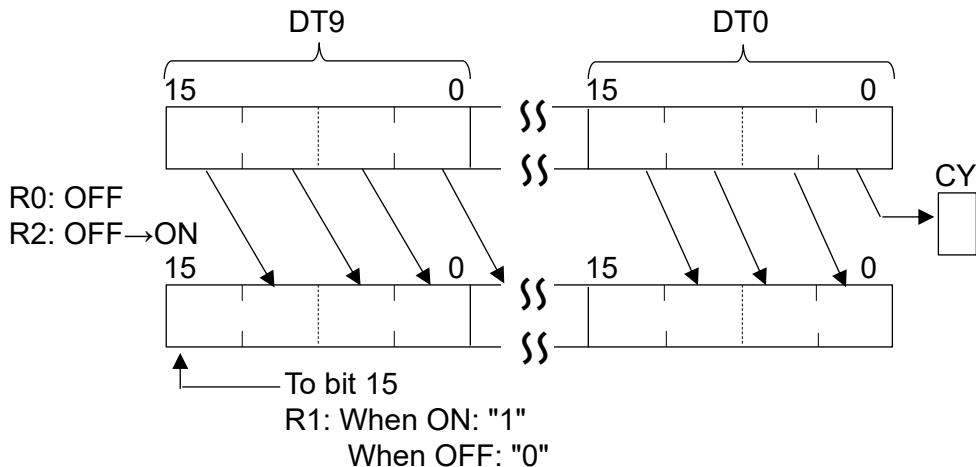 DT9 DT0
15 0 15 0
CY
R0: OFF
R2: OFF→ON
15 0 15 0
To bit 15
R1: When ON: "1"
When OFF: "0"